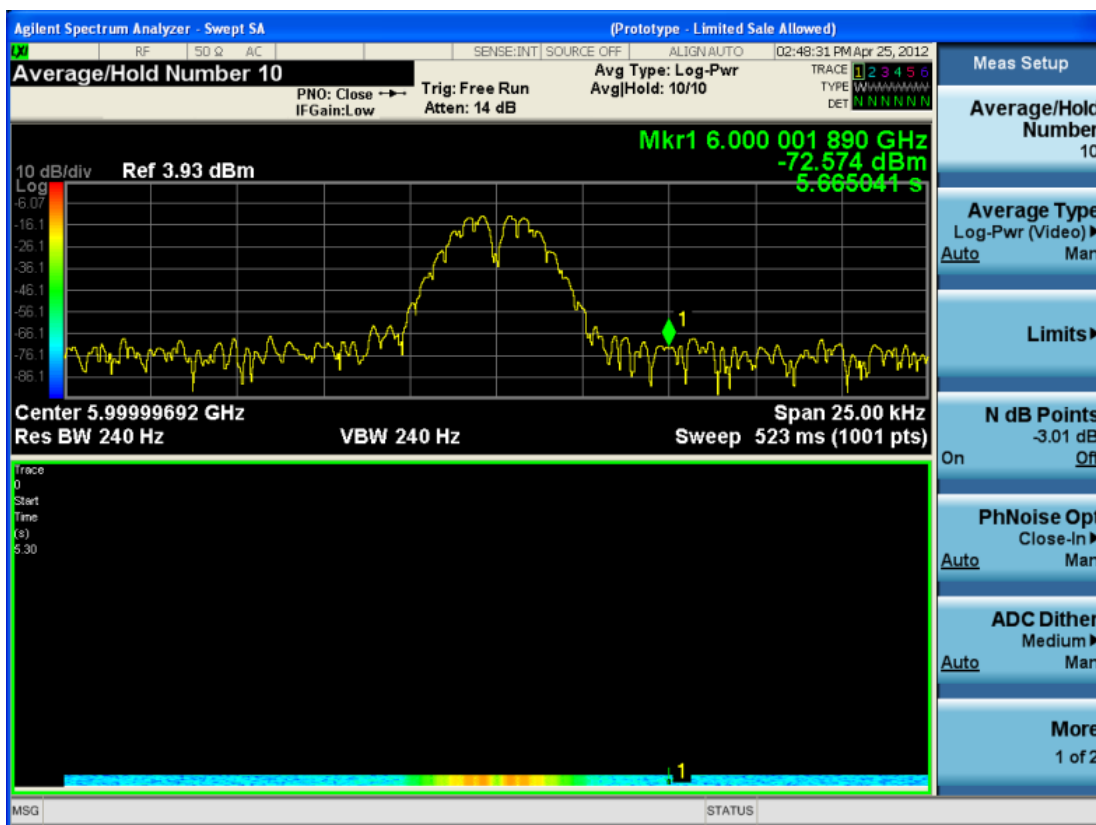 Agilent Spectrum Analyzer - Swept SA (Prototype - Limited Sale Allowed)
LXI RF 50 Ω AC SENSE:INT SOURCE OFF ALIGN AUTO 02:48:31 PM Apr 25, 2012
Average/Hold Number 10
PNO: Close
IFGain:Low
Trig: Free Run
Atten: 14 dB
Avg Type: Log-Pwr
Avg|Hold: 10/10
TRACE 1 2 3 4 5 6
TYPE W
DET N N N N N N
Mkr1 6.000 001 890 GHz
-72.574 dBm
5.665041 s
10 dB/div Ref 3.93 dBm
Log
-6.07
-16.1
-26.1
-36.1
-46.1
-56.1
-66.1
-76.1
-86.1
1
Center 5.99999692 GHz Span 25.00 kHz
Res BW 240 Hz VBW 240 Hz Sweep 523 ms (1001 pts)
Trace
0
Start
Time
(s)
5.30
1
MSG STATUS
Meas Setup
Average/Hold
Number
10
Average Type
Log-Pwr (Video)
Auto Man
Limits
N dB Points
-3.01 dB
On Off
PhNoise Opt
Close-In
Auto Man
ADC Dither
Medium
Auto Man
More
1 of 2